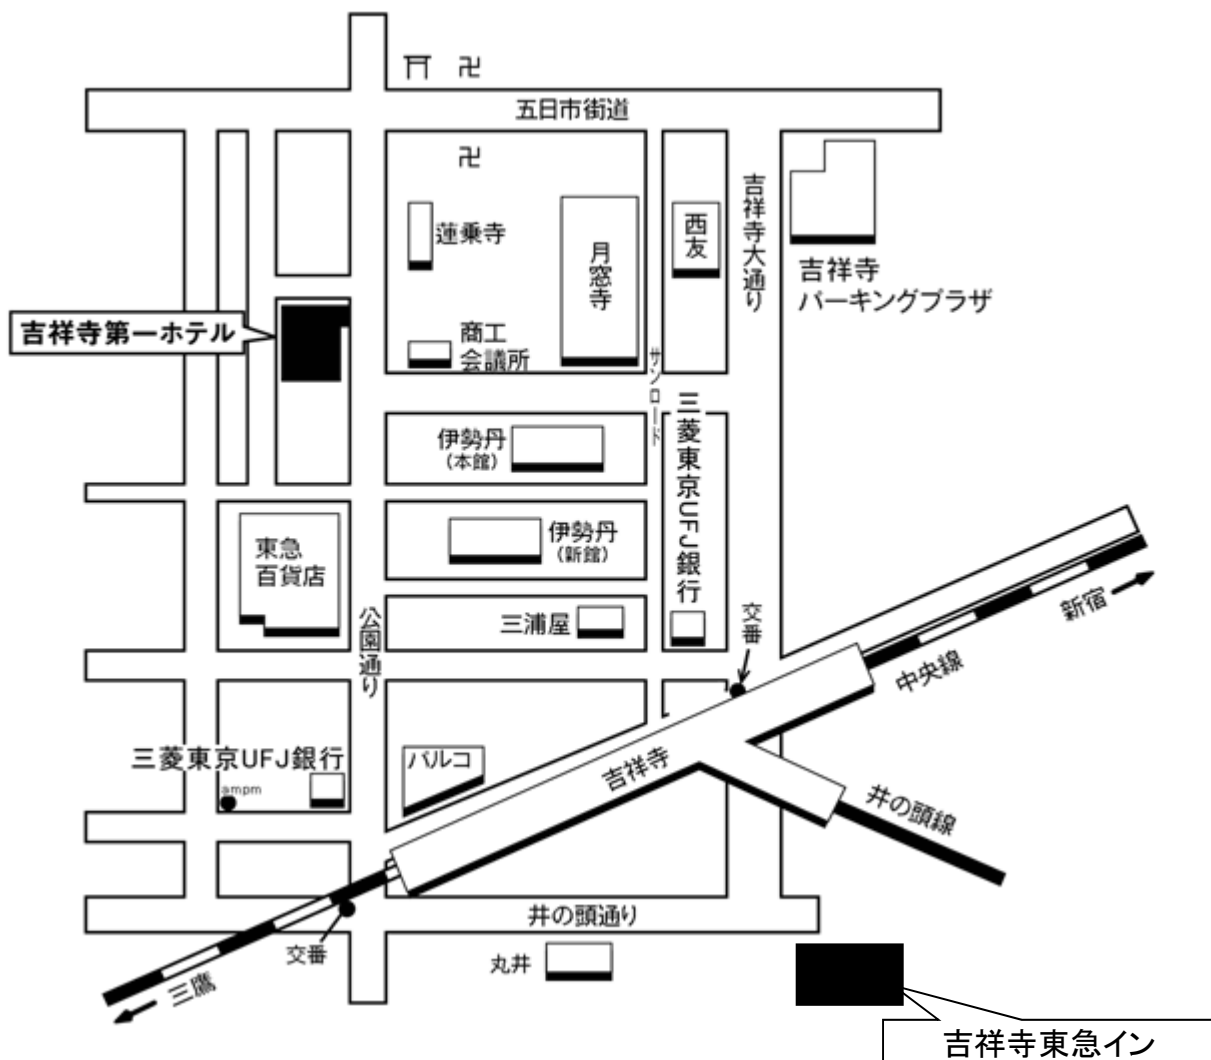 五日市街道
蓮乗寺
月窓寺
西友
吉祥寺大通り
吉祥寺
パーキングプラザ
吉祥寺第一ホテル
商工
会議所
サンロード
伊勢丹
(本館)
三菱東京UFJ銀行
伊勢丹
(新館)
東急
百貨店
公園通り
三浦屋
交番
新宿
中央線
三菱東京UFJ銀行
ampm
パルコ
吉祥寺
井の頭線
井の頭通り
交番
三鷹
丸井
吉祥寺東急イン